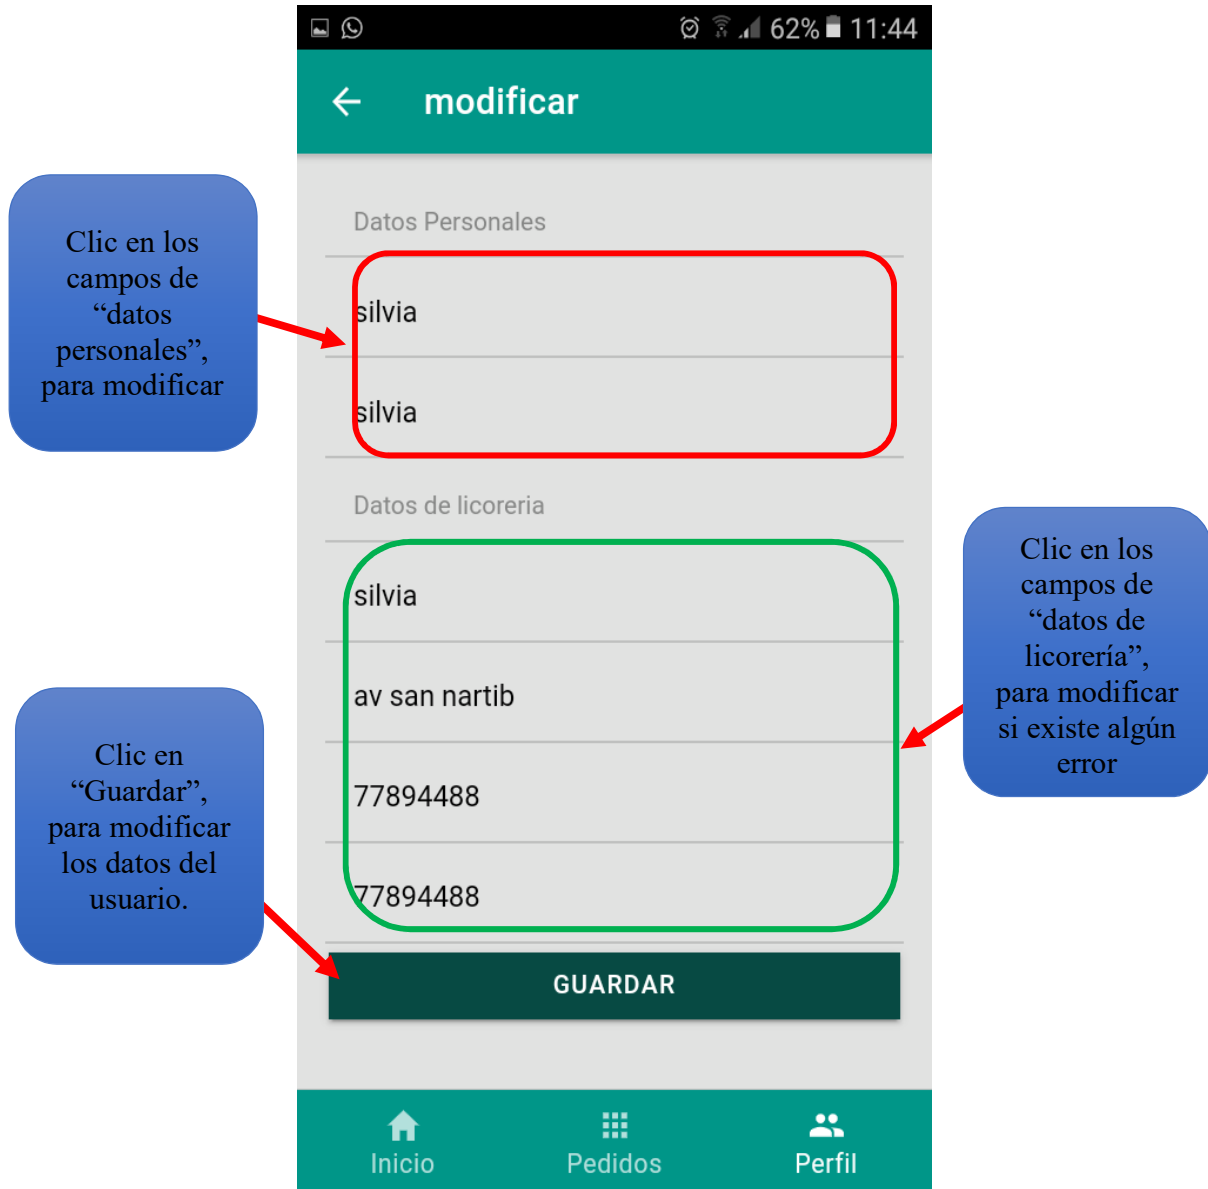 62% 11:44
modificar
Datos Personales
silvia
silvia
Datos de licoreria
silvia
av san nartib
77894488
77894488
GUARDAR
Inicio
Pedidos
Perfil
Clic en los
campos de
“datos
personales”,
para modificar
Clic en
“Guardar”,
para modificar
los datos del
usuario.
Clic en los
campos de
“datos de
licorería”,
para modificar
si existe algún
error